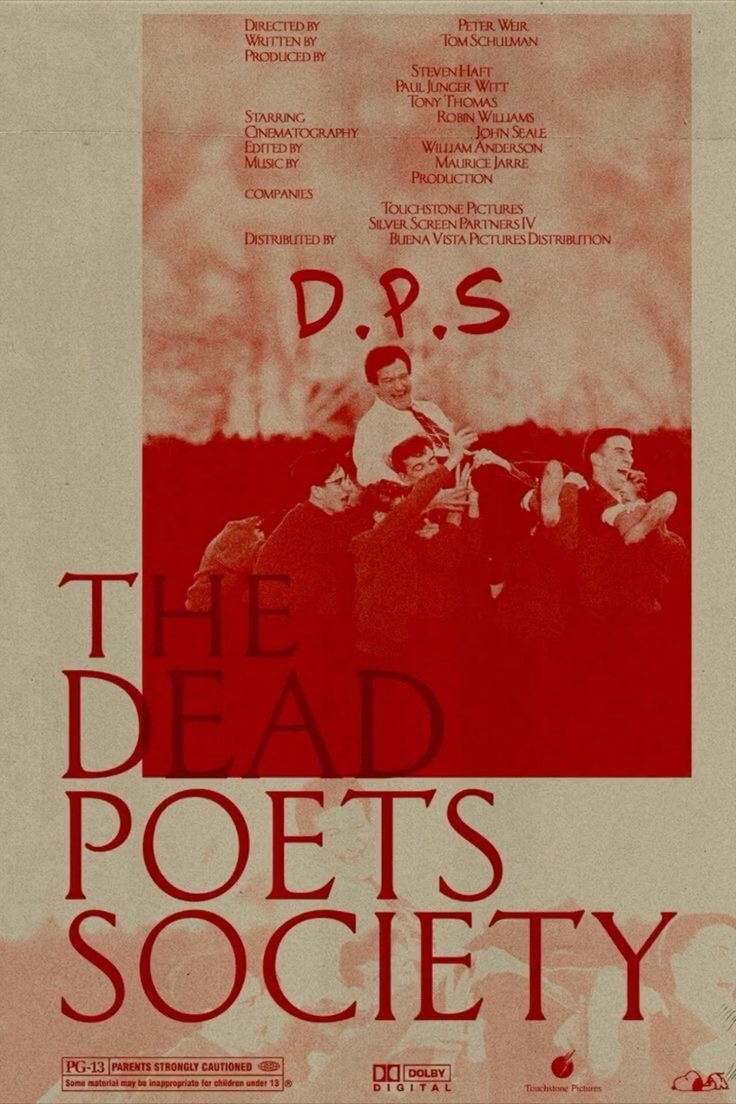 DIRECTED BY PETER WEIR
WRITTEN BY TOM SCHULMAN
PRODUCED BY
STEVEN HAFT
PAUL JUNGER WITT
TONY THOMAS
STARRING ROBIN WILLIAMS
CINEMATOGRAPHY JOHN SEALE
EDITED BY WILLIAM ANDERSON
MUSIC BY MAURICE JARRE
PRODUCTION
COMPANIES
TOUCHSTONE PICTURES
SILVER SCREEN PARTNERS IV
DISTRIBUTED BY BUENA VISTA PICTURES DISTRIBUTION
D.P.S
THE
DEAD
POETS
SOCIETY
PG-13 PARENTS STRONGLY CAUTIONED
Some material may be inappropriate for children under 13 ®
DOLBY
DIGITAL
Touchstone Pictures